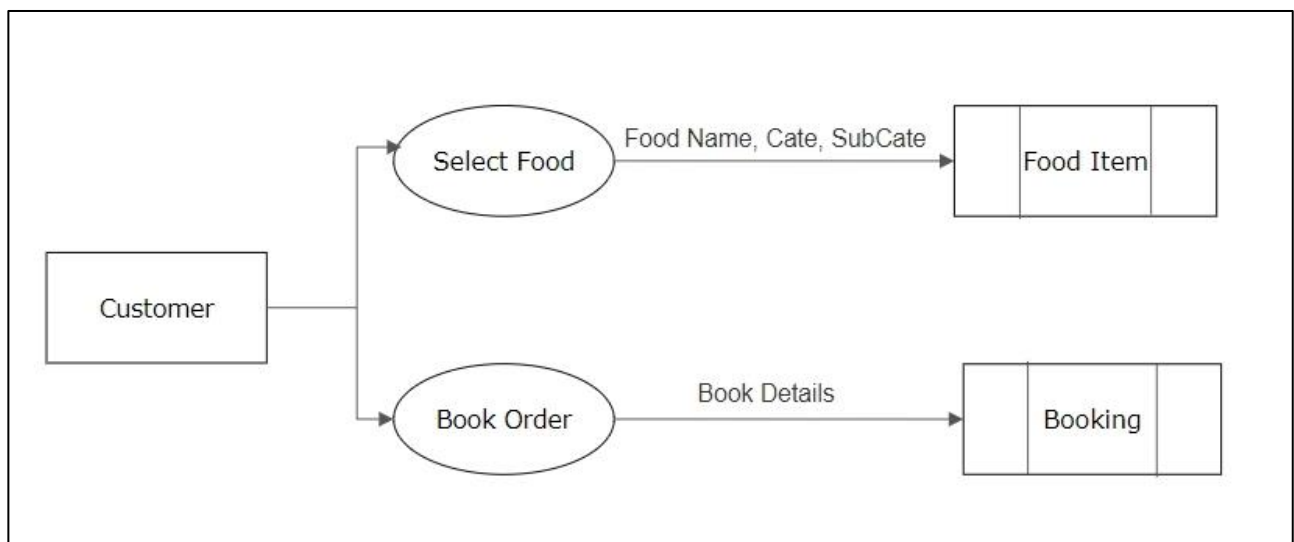 Select Food
Food Name, Cate, SubCate
Food Item
Customer
Book Order
Book Details
Booking